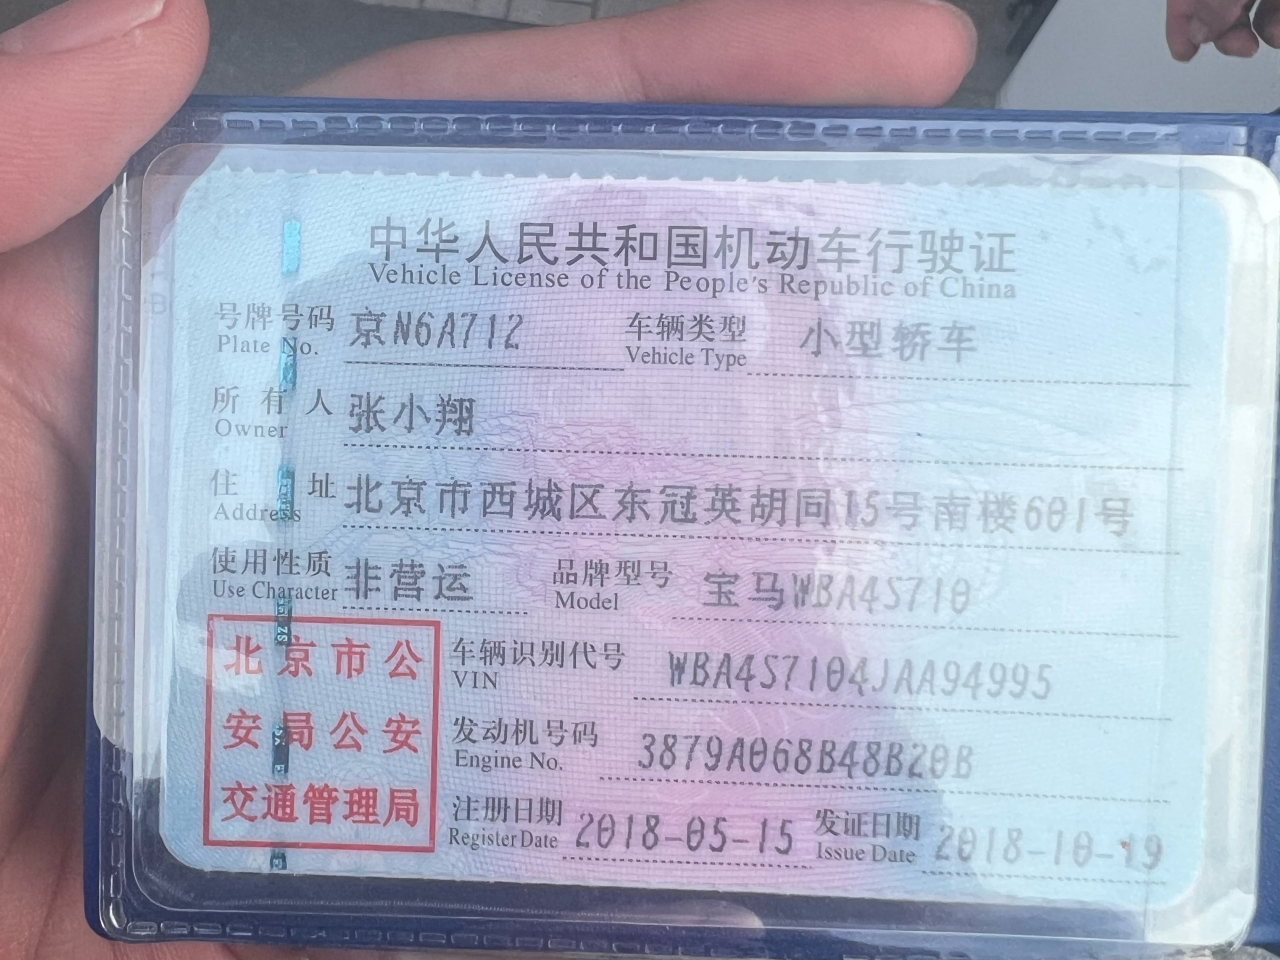 中华人民共和国机动车行驶证
Vehicle License of the People's Republic of China
号牌号码 京N6A712 车辆类型 小型轿车
Plate No. Vehicle Type
所有人 张小翔
Owner
住址 北京市西城区东冠英胡同15号南楼601号
Address
使用性质 非营运 品牌型号 宝马WBA4S710
Use Character Model
北京市公
安局公安
交通管理局
车辆识别代号 WBA4S7104JAA94995
VIN
发动机号码 3879A068B48B20B
Engine No.
注册日期 2018-05-15 发证日期 2018-10-19
Register Date Issue Date